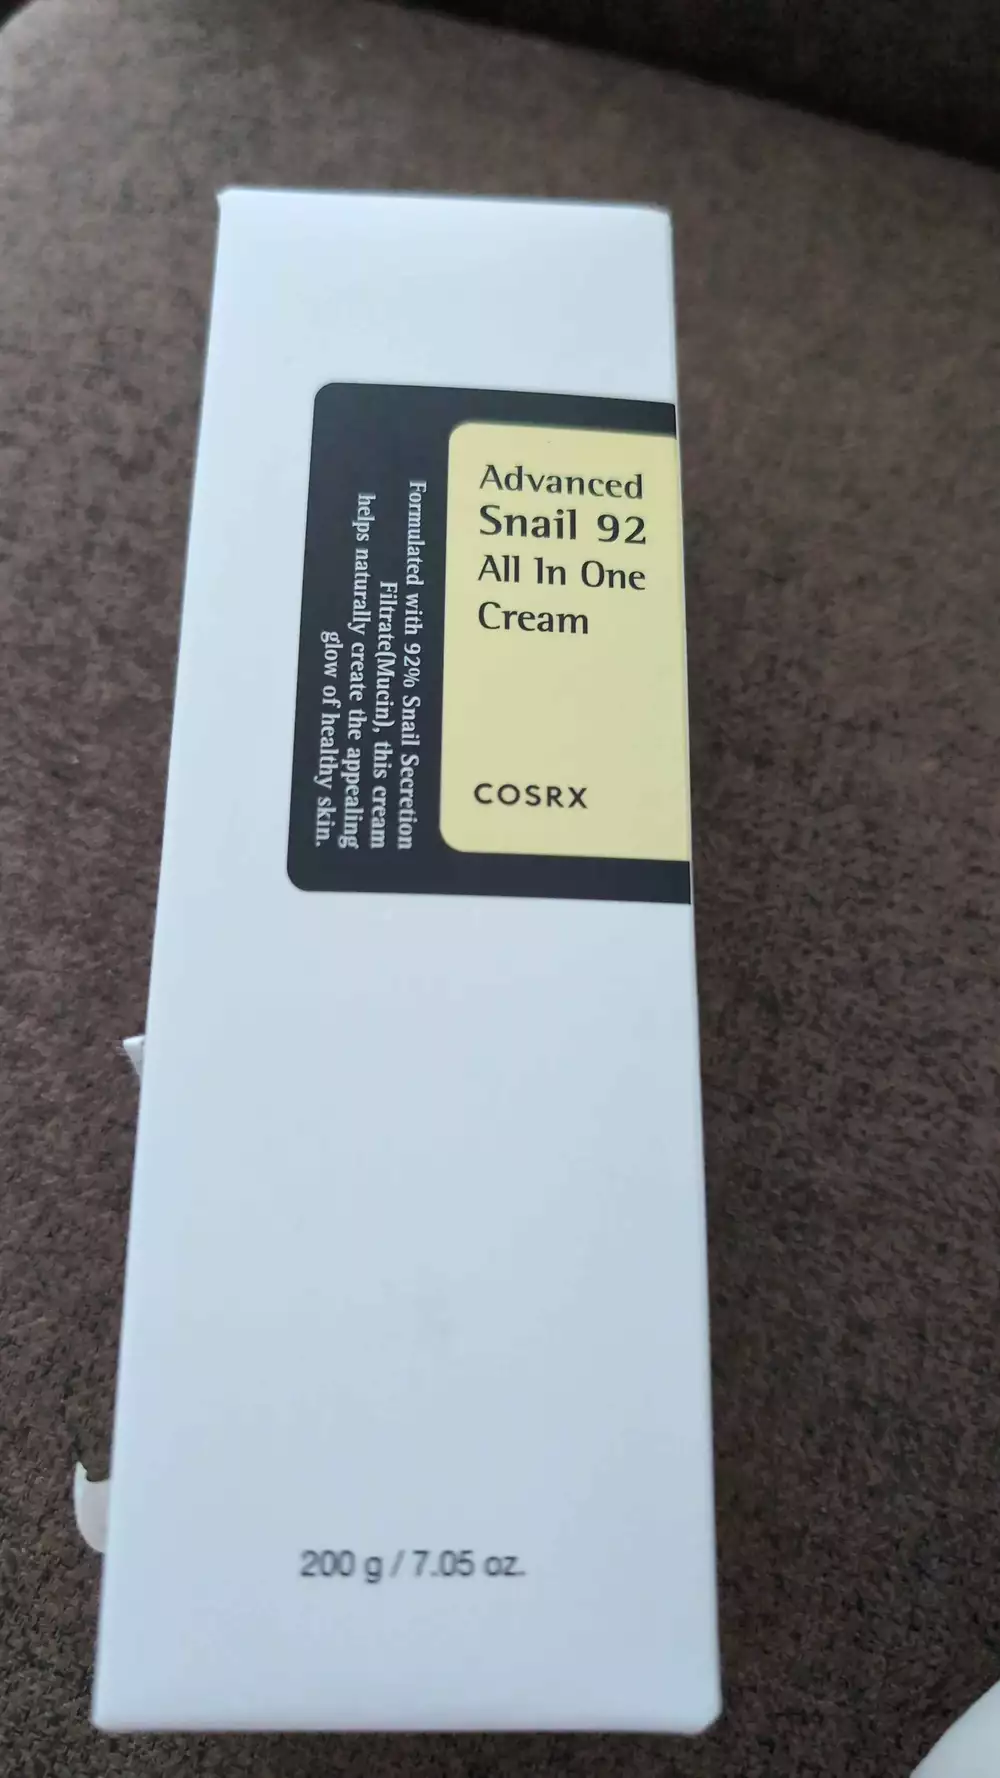 Advanced
Snail 92
All In One
Cream
COSRX
Formulated with 92% Snail Secretion
Filtrate(Mucin), this cream
helps naturally create the appealing
glow of healthy skin.
200 g / 7.05 oz.